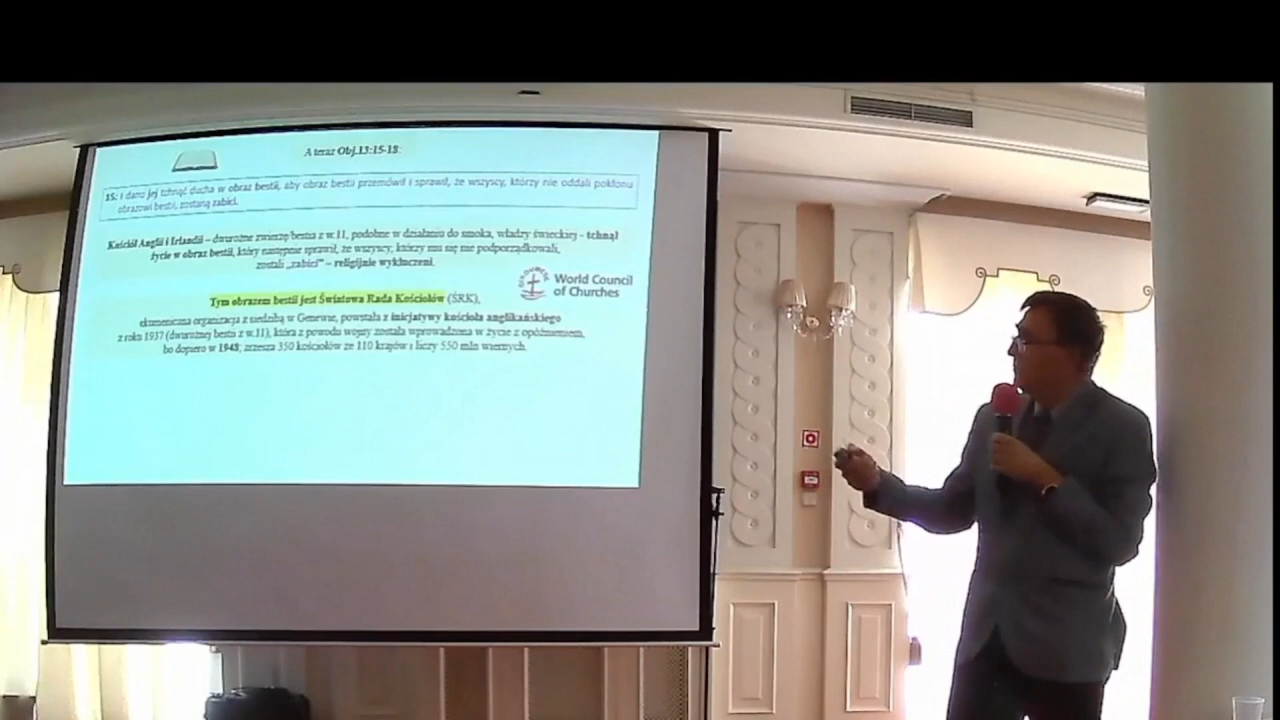 A teraz Obj.13:15-18:
15: I dano jej tchnąć ducha w obraz bestii, aby obraz bestii przemówił i sprawił, że wszyscy, którzy nie oddali pokłonu
obrazowi bestii, zostaną zabici.
Kościół Anglii i Irlandii – dwurożne zwierzę/bestia z w.11, podobne w działaniu do smoka, władzy świeckiej - tchnął
życie w obraz bestii, który następnie sprawił, że wszyscy, którzy mu się nie podporządkowali,
zostali „zabici” – religijnie wykluczeni.
World Council
of Churches
Tym obrazem bestii jest Światowa Rada Kościołów (ŚRK),
ekumeniczna organizacja z siedzibą w Genewie, powstała z inicjatywy kościoła anglikańskiego
z roku 1937 (dwurożnej bestii z w.11), która z powodu wojny została wprowadzona w życie z opóźnieniem,
bo dopiero w 1948; zrzesza 350 kościołów ze 110 krajów i liczy 550 mln wiernych.